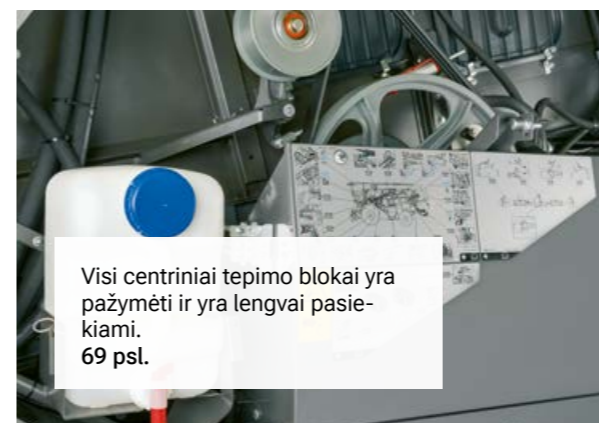 Visi centriniai tepimo blokai yra
pažymėti ir yra lengvai pasie-
kiami.
69 psl.